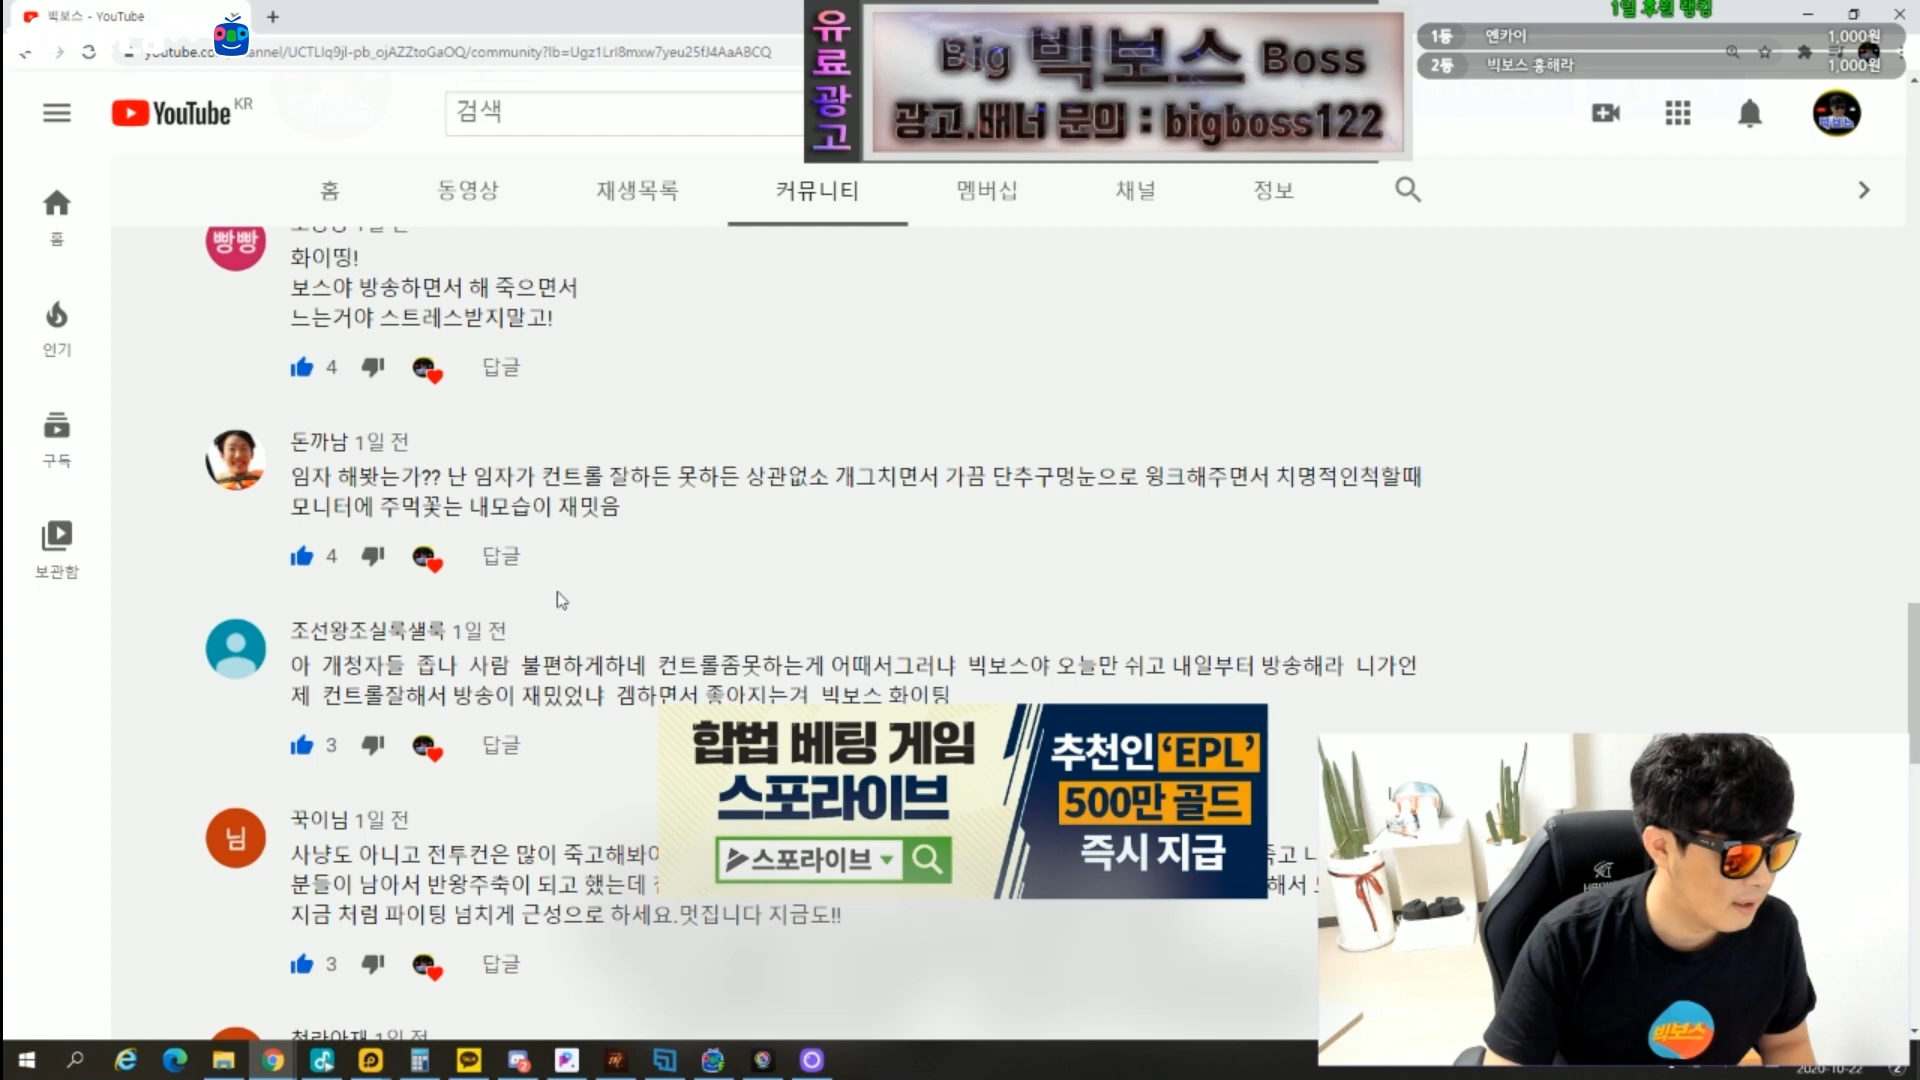 빅보스 - YouTube
1일 후원 랭킹
1등 엔카이 1,000원
2등 빅보스 흥해라 1,000원
유료광고
Big 빅보스 Boss
광고.배너 문의 : bigboss122
YouTube KR
검색
홈 동영상 재생목록 커뮤니티 멤버십 채널 정보
홈
인기
구독
보관함
빵빵
화이띵!
보스야 방송하면서 해 죽으면서
느는거야 스트레스받지말고!
4 답글
돈까남 1일 전
임자 해봣는가?? 난 임자가 컨트롤 잘하든 못하든 상관없소 개그치면서 가끔 단추구멍눈으로 윙크해주면서 치명적인척할때
모니터에 주먹꽃는 내모습이 재밋음
4 답글
조선왕조실룩샐룩 1일 전
아 개청자들 좁나 사람 불편하게하네 컨트롤좀못하는게 어때서그러냐 빅보스야 오늘만 쉬고 내일부터 방송해라 니가언
제 컨트롤잘해서 방송이 재밌었냐 겜하면서 좋아지는겨 빅보스 화이팅
3 답글
합법 베팅 게임
스포라이브
스포라이브
추천인 ‘EPL’
500만 골드
즉시 지급
님
꾹이님 1일 전
사냥도 아니고 전투컨은 많이 죽고해봐야
분들이 남아서 반왕주축이 되고 했는데
지금 처럼 파이팅 넘치게 근성으로 하세요.멋집니다 지금도!!
3 답글
빅보스
2020-10-22